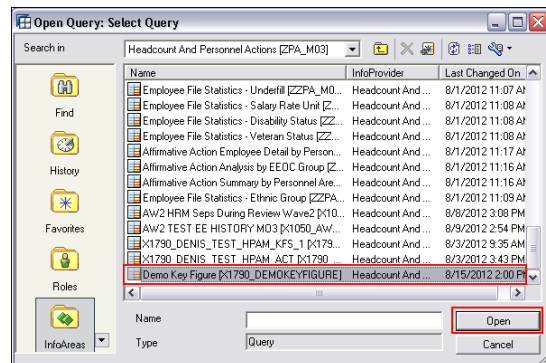 Open Query: Select Query
Search in
Headcount And Personnel Actions [ZPA_M03]
Name InfoProvider Last Changed On
Employee File Statistics - Underfill [ZZPA_M0... Headcount And ... 8/1/2012 11:07 AM
Employee File Statistics - Salary Rate Unit [Z... Headcount And ... 8/1/2012 11:08 AM
Employee File Statistics - Disability Status [ZZ... Headcount And ... 8/1/2012 11:08 AM
Employee File Statistics - Veteran Status [ZZ... Headcount And ... 8/1/2012 11:08 AM
Affirmative Action Employee Detail by Person... Headcount And ... 8/1/2012 11:17 AM
Affirmative Action Analysis by EEOC Group [Z... Headcount And ... 8/1/2012 11:16 AM
Affirmative Action Summary by Personnel Are... Headcount And ... 8/1/2012 11:16 AM
Employee File Statistics - Ethnic Group [ZZPA... Headcount And ... 8/1/2012 11:09 AM
AW2 HRM Seps During Review Wave2 [X10... Headcount And ... 8/8/2012 3:08 PM
AW2 TEST EE HISTORY M03 [X1050_AW... Headcount And ... 8/9/2012 2:54 PM
X1790_DENIS_TEST_HPAM_KFS_1 [X179... Headcount And ... 8/3/2012 9:35 AM
X1790_DENIS_TEST_HPAM_ACT [X1790_... Headcount And ... 8/3/2012 3:43 PM
Demo Key Figure [X1790_DEMOKEYFIGURE] Headcount And ... 8/15/2012 2:00 PM
Find
History
Favorites
Roles
InfoAreas
Name
Open
Type Query
Cancel